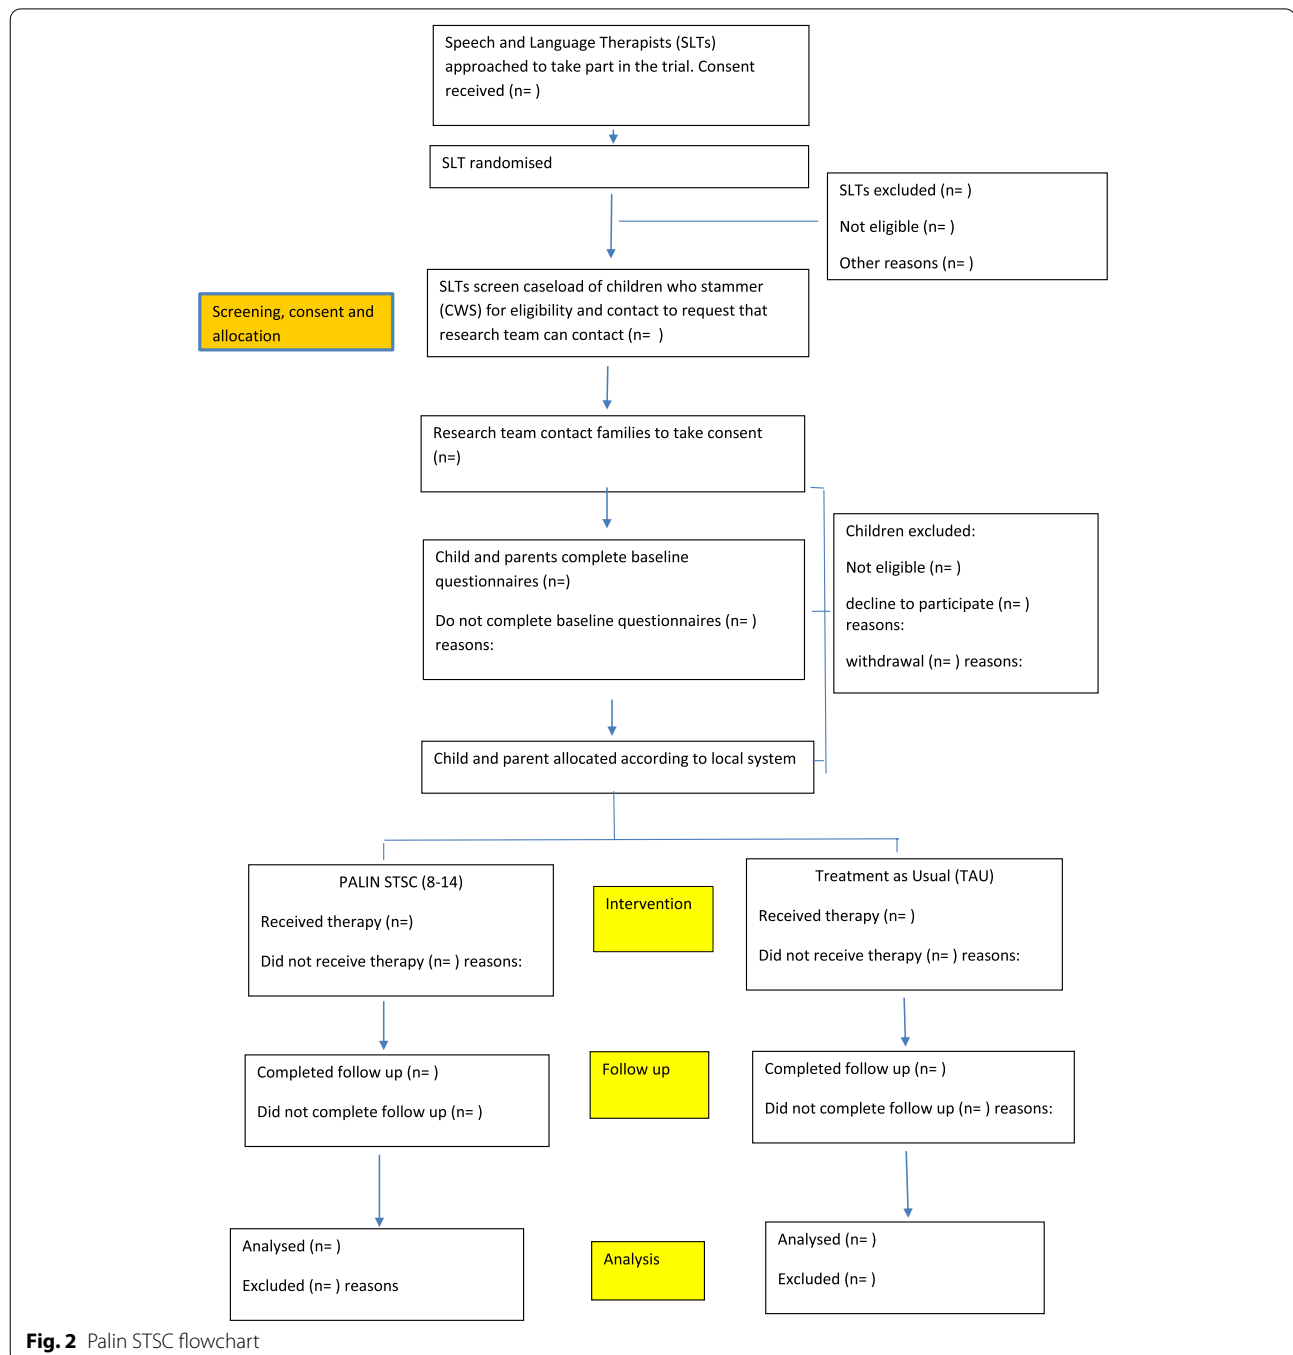 Speech and Language Therapists (SLTs)
approached to take part in the trial. Consent
received (n= )
SLT randomised
SLTs excluded (n= )
Not eligible (n= )
Other reasons (n= )
SLTs screen caseload of children who stammer
(CWS) for eligibility and contact to request that
research team can contact (n=  )
Screening, consent and
allocation
Research team contact families to take consent
(n=)
Children excluded:
Not eligible (n= )
decline to participate (n= )
reasons:
withdrawal (n= ) reasons:
Child and parents complete baseline
questionnaires (n=)
Do not complete baseline questionnaires (n= )
reasons:
Child and parent allocated according to local system
PALIN STSC (8-14)
Received therapy (n=)
Did not receive therapy (n= ) reasons:
Intervention
Treatment as Usual (TAU)
Received therapy (n= )
Did not receive therapy (n= ) reasons:
Completed follow up (n= )
Did not complete follow up (n= )
Follow up
Completed follow up (n= )
Did not complete follow up (n= ) reasons:
Analysed (n= )
Excluded (n= ) reasons
Analysis
Analysed (n= )
Excluded (n= )
Fig. 2 Palin STSC flowchart